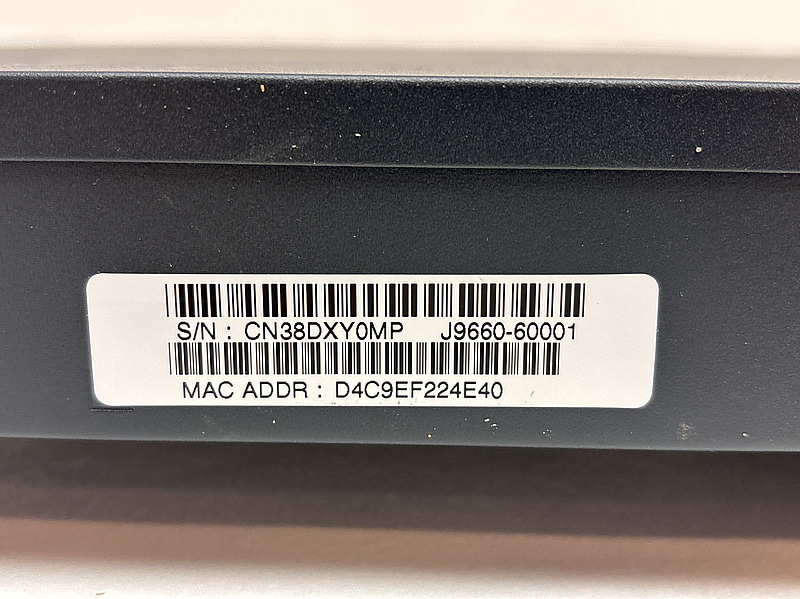 S/N : CN38DXY0MP J9660-60001
MAC ADDR : D4C9EF224E40